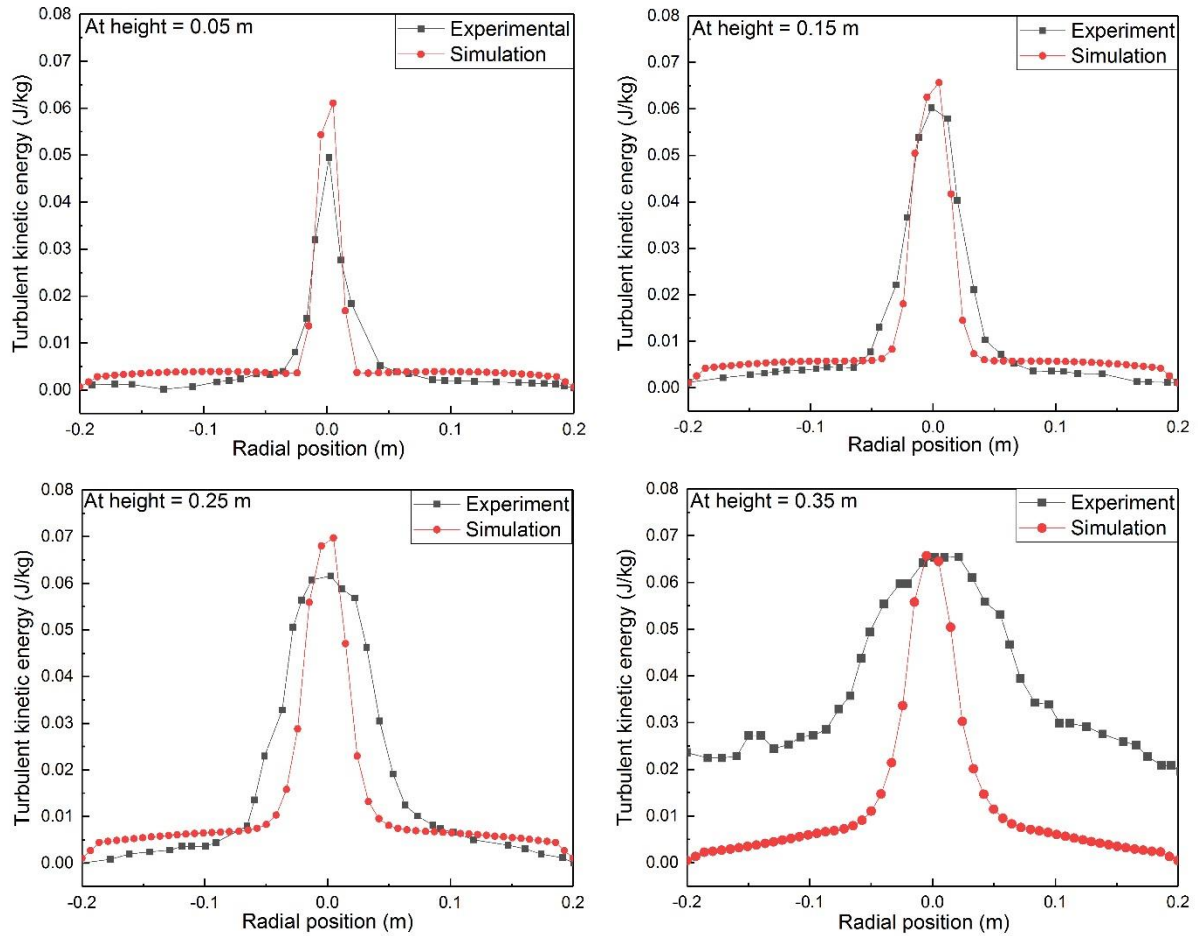 At height = 0.05 m
Experimental
Simulation
Turbulent kinetic energy (J/kg)
0.08
0.07
0.06
0.05
0.04
0.03
0.02
0.01
0.00
-0.2
-0.1
0.0
0.1
0.2
Radial position (m)
At height = 0.15 m
Experiment
Simulation
Turbulent kinetic energy (J/kg)
0.08
0.07
0.06
0.05
0.04
0.03
0.02
0.01
0.00
-0.2
-0.1
0.0
0.1
0.2
Radial position (m)
At height = 0.25 m
Experiment
Simulation
Turbulent kinetic energy (J/kg)
0.08
0.07
0.06
0.05
0.04
0.03
0.02
0.01
0.00
-0.2
-0.1
0.0
0.1
0.2
Radial position (m)
At height = 0.35 m
Experiment
Simulation
Turbulent kinetic energy (J/kg)
0.08
0.07
0.06
0.05
0.04
0.03
0.02
0.01
0.00
-0.2
-0.1
0.0
0.1
0.2
Radial position (m)